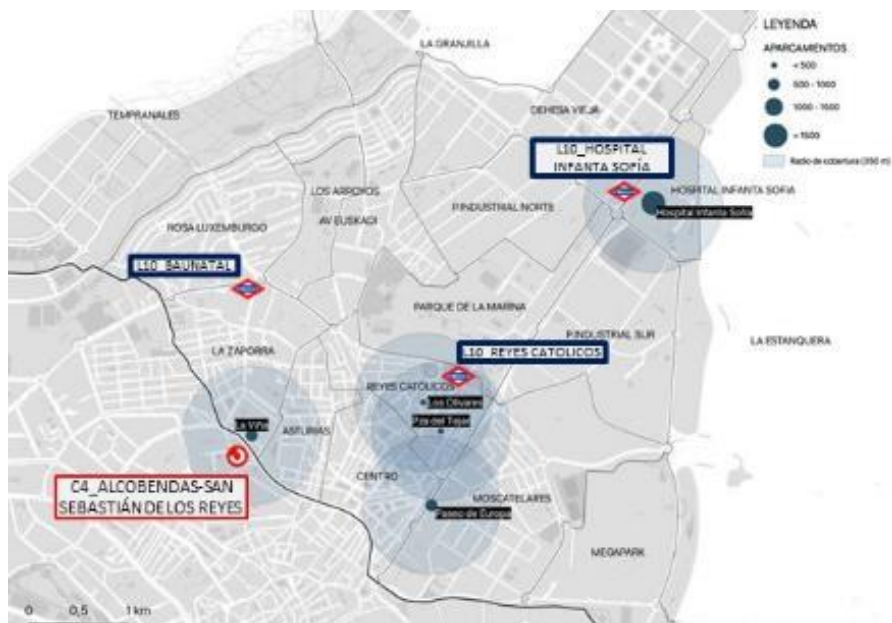 LEYENDA
APARCAMIENTOS
< 500
500 - 1000
1000 - 1500
> 1500
Radio de cobertura (350 m)
LA GRANJILLA
TEMPRANALES
DEHESA VIEJA
L10_HOSPITAL
INFANTA SOFÍA
LOS ARROYOS
HOSPITAL INFANTA SOFIA
Hospital Infanta Sofía
P.INDUSTRIAL NORTE
AV EUSKADI
ROSA LUXEMBURGO
L10_BAUNATAL
PARQUE DE LA MARINA
P.INDUSTRIAL SUR
LA ESTANQUERA
LA ZAPORRA
L10_REYES CATÓLICOS
REYES CATÓLICOS
Los Olivares
La Viña
ASTURIAS
Pza del Tejar
C4_ALCOBENDAS-SAN
SEBASTIÁN DE LOS REYES
CENTRO
MOSCATELARES
Paseo de Europa
MEGAPARK
0 0,5 1 km